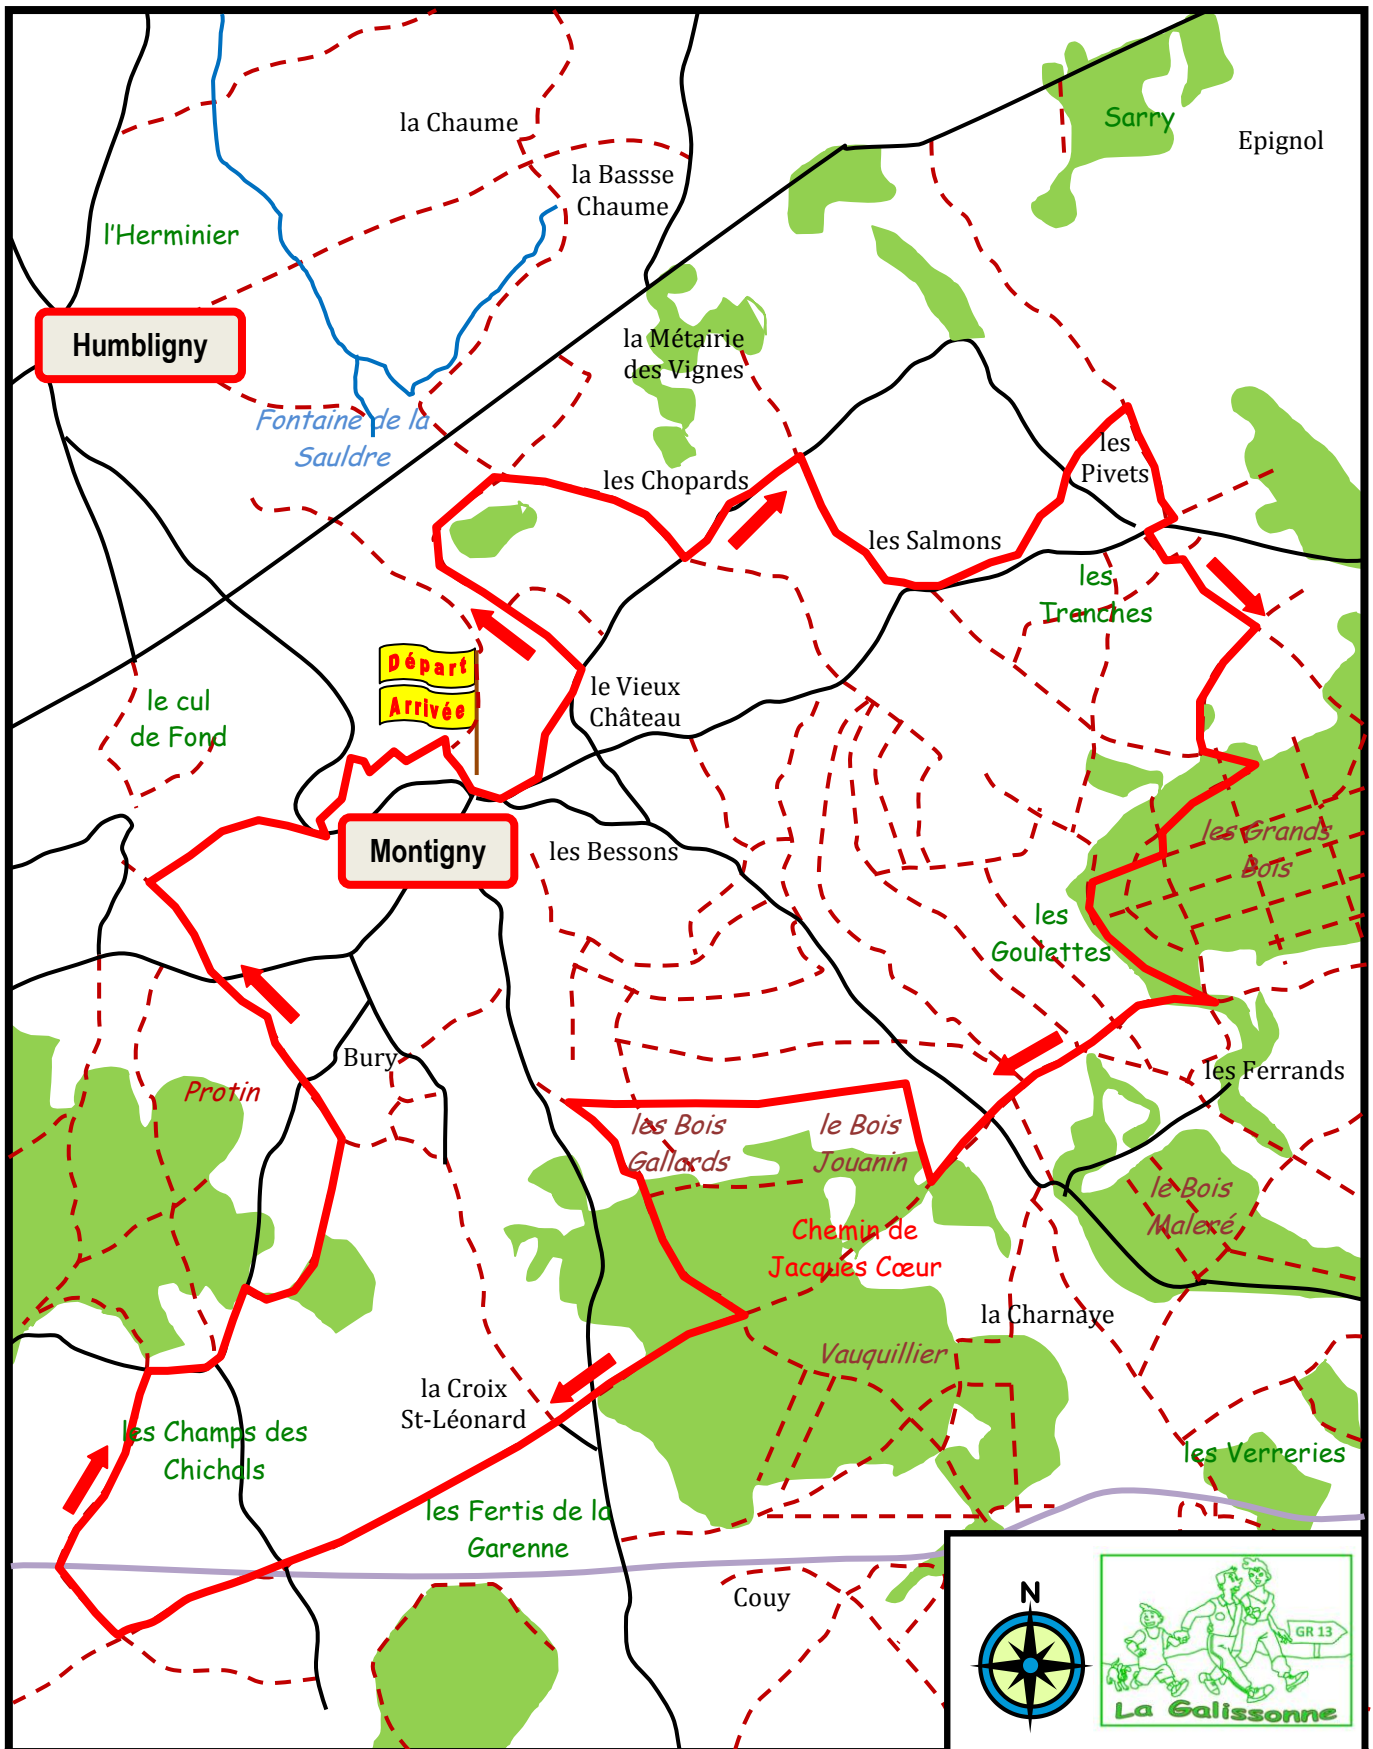 la Chaume
Sarry
Epignol
la Bassse
Chaume
l'Herminier
Humbligny
la Métairie
des Vignes
Fontaine de la
Sauldre
les
Pivets
les Chopards
les Salmons
les
Tranches
Départ
Arrivée
le Vieux
Château
le cul
de Fond
Montigny
les Bessons
les Grands
Bois
les
Goulettes
Bury
les Ferrands
Protin
les Bois
Gallards
le Bois
Jouanin
le Bois
Maleré
Chemin de
Jacques Cœur
la Charnaye
Vauquillier
la Croix
St-Léonard
les Champs des
Chichols
les Verreries
les Fertis de la
Garenne
Couy
N
GR 13
La Galissonne